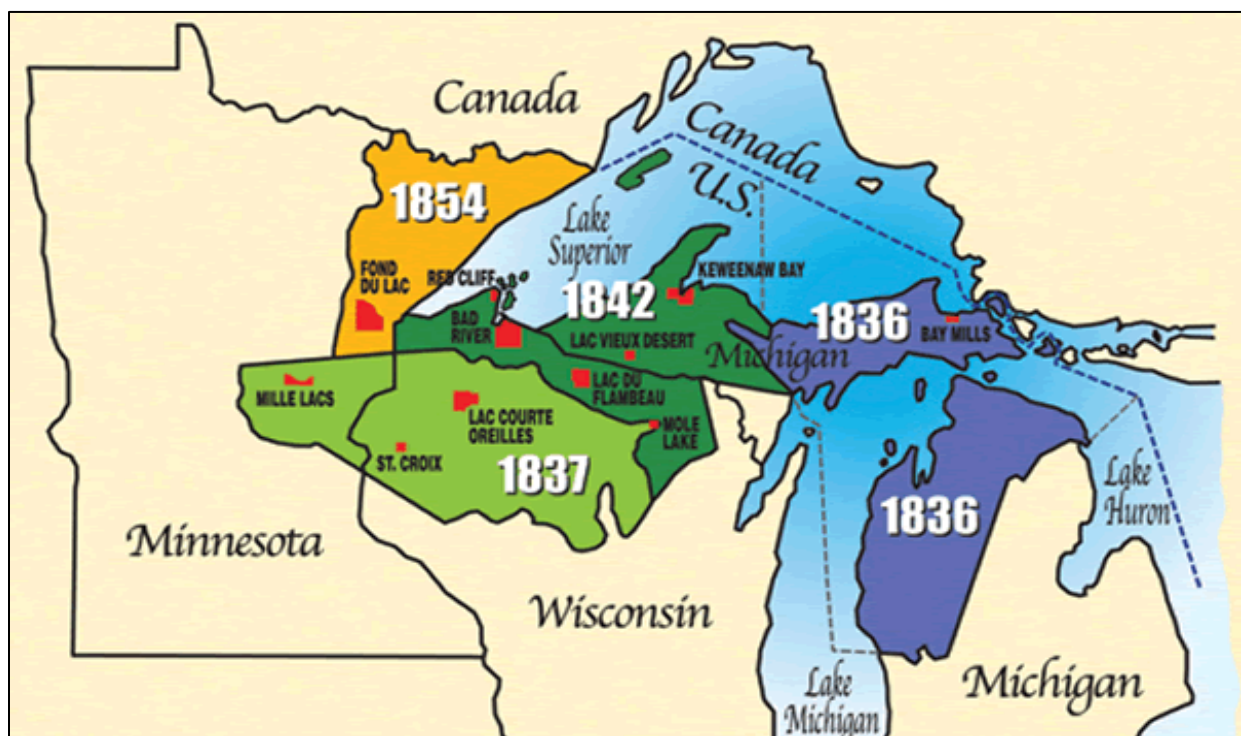 Canada
Canada
U.S.
1854
Lake
Superior
FOND
DU LAC
RED CLIFF
KEWEENAW BAY
1842
BAD
RIVER
1836
BAY MILLS
LAC VIEUX DESERT
Michigan
MILLE LACS
LAC DU
FLAMBEAU
LAC COURTE
OREILLES
MOLE
LAKE
ST. CROIX
1837
1836
Lake
Huron
Minnesota
Wisconsin
Lake
Michigan
Michigan